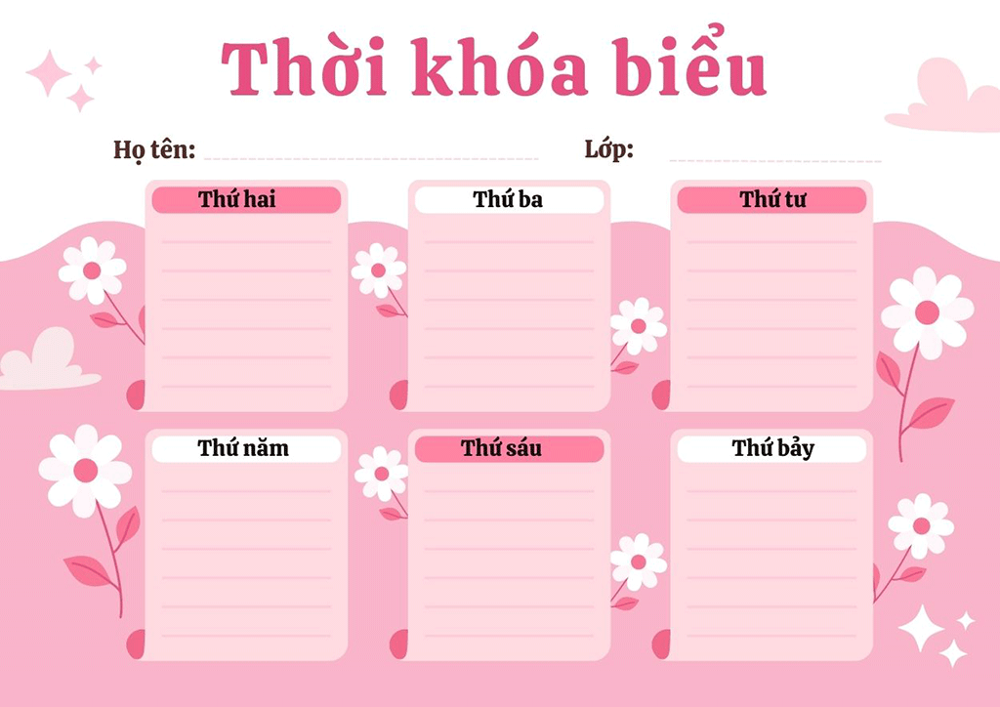 Thời khóa biểu
Họ tên: Lớp:
Thứ hai Thứ ba Thứ tư
Thứ năm Thứ sáu Thứ bảy